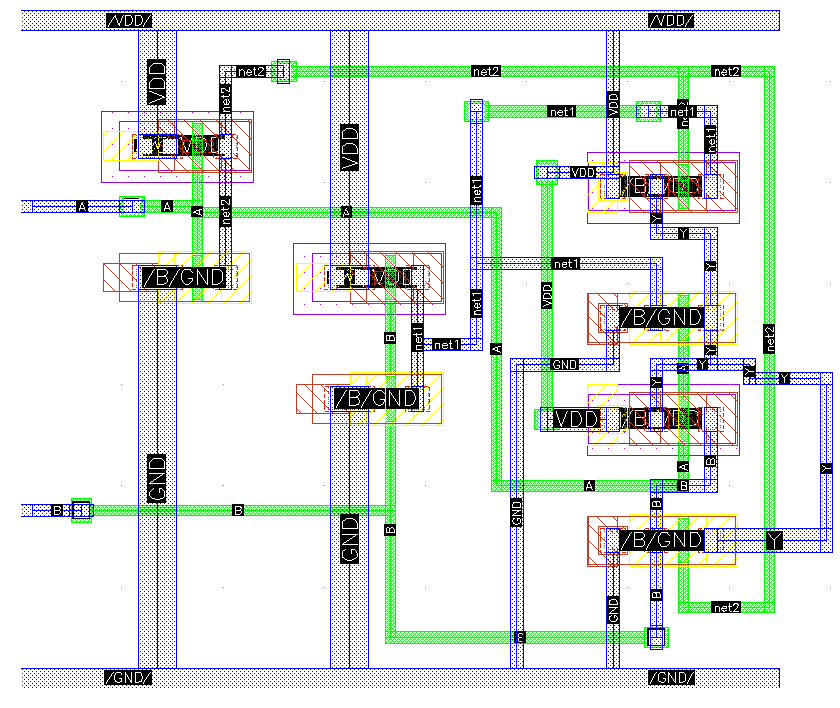 /VDD/ /VDD/
VDD
net2 net2 net2
VDD
net2
net1 net1
VDD
net1
VDD
VDD
VDD
/B/
A A A
net1
net2
Y
Y
net1
Y
/B/GND
VDD
VDD
net1
/B/GND
B
net1
net1
A
net2
GND
Y
Y
Y
Y
/B/GND
VDD
/B/
B
A
Y
GND
A
B
B
B
B
GND
B
GND
/B/GND
Y
GND
B
net2
/GND/ /GND/